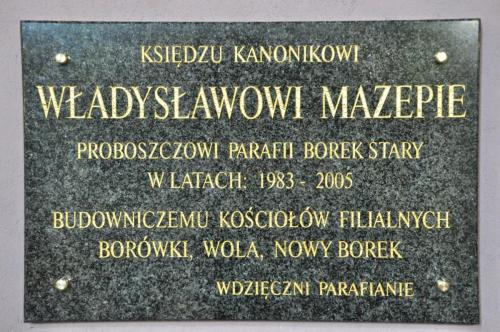 KSIĘDZU KANONIKOWI
WŁADYSŁAWOWI MAZEPIE
PROBOSZCZOWI PARAFII BOREK STARY
W LATACH: 1983 - 2005
BUDOWNICZEMU KOŚCIOŁÓW FILIALNYCH
BORÓWKI, WOLA, NOWY BOREK
WDZIĘCZNI PARAFIANIE